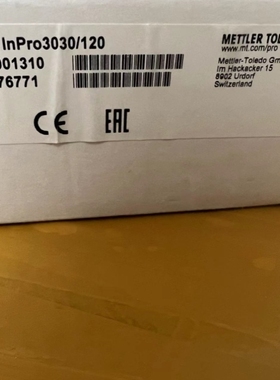 InPro3030/120
001310
76771
METTLER TOL
www.mt.com/pro
Mettler-Toledo Gm
Im Hackacker 15
8902 Urdorf
Switzerland
CE EAC